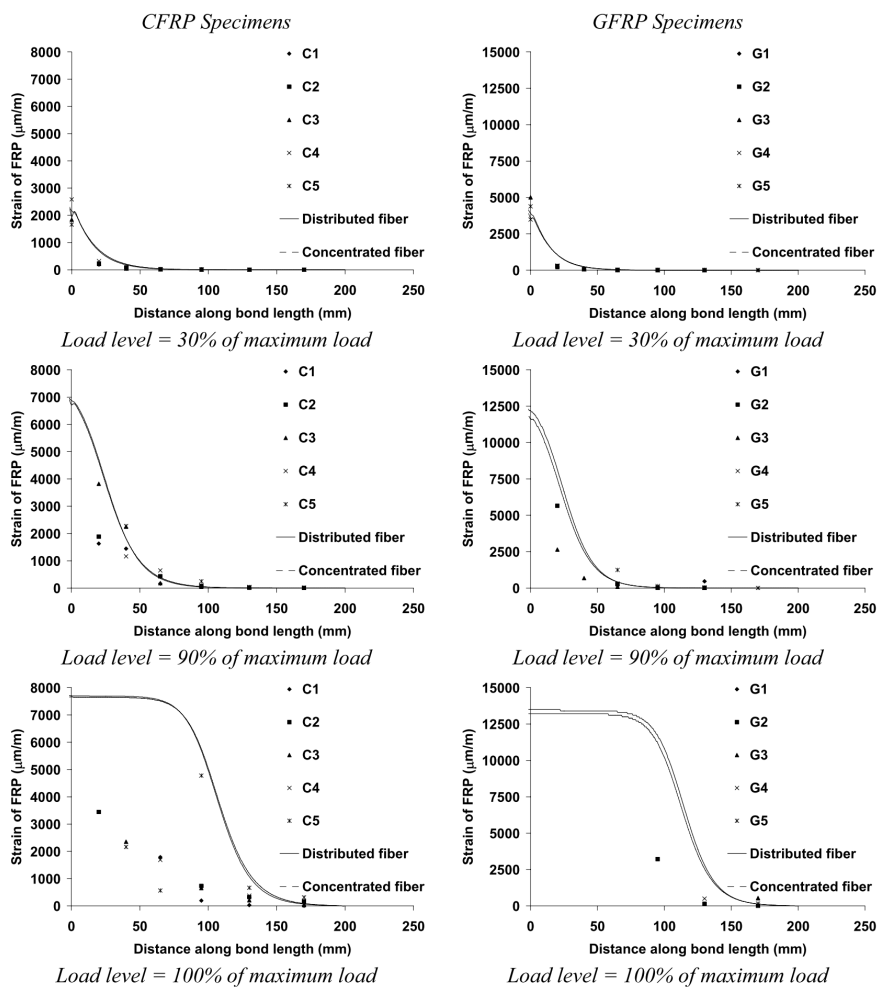 CFRP Specimens
GFRP Specimens
Strain of FRP (μm/m)
8000
7000
6000
5000
4000
3000
2000
1000
0
0 50 100 150 200 250
Distance along bond length (mm)
C1
C2
C3
C4
C5
Distributed fiber
Concentrated fiber
Load level = 30% of maximum load
Strain of FRP (μm/m)
15000
12500
10000
7500
5000
2500
0
0 50 100 150 200 250
Distance along bond length (mm)
G1
G2
G3
G4
G5
Distributed fiber
Concentrated fiber
Load level = 30% of maximum load
Strain of FRP (μm/m)
8000
7000
6000
5000
4000
3000
2000
1000
0
0 50 100 150 200 250
Distance along bond length (mm)
C1
C2
C3
C4
C5
Distributed fiber
Concentrated fiber
Load level = 90% of maximum load
Strain of FRP (μm/m)
15000
12500
10000
7500
5000
2500
0
0 50 100 150 200 250
Distance along bond length (mm)
G1
G2
G3
G4
G5
Distributed fiber
Concentrated fiber
Load level = 90% of maximum load
Strain of FRP (μm/m)
8000
7000
6000
5000
4000
3000
2000
1000
0
0 50 100 150 200 250
Distance along bond length (mm)
C1
C2
C3
C4
C5
Distributed fiber
Concentrated fiber
Load level = 100% of maximum load
Strain of FRP (μm/m)
15000
12500
10000
7500
5000
2500
0
0 50 100 150 200 250
Distance along bond length (mm)
G1
G2
G3
G4
G5
Distributed fiber
Concentrated fiber
Load level = 100% of maximum load